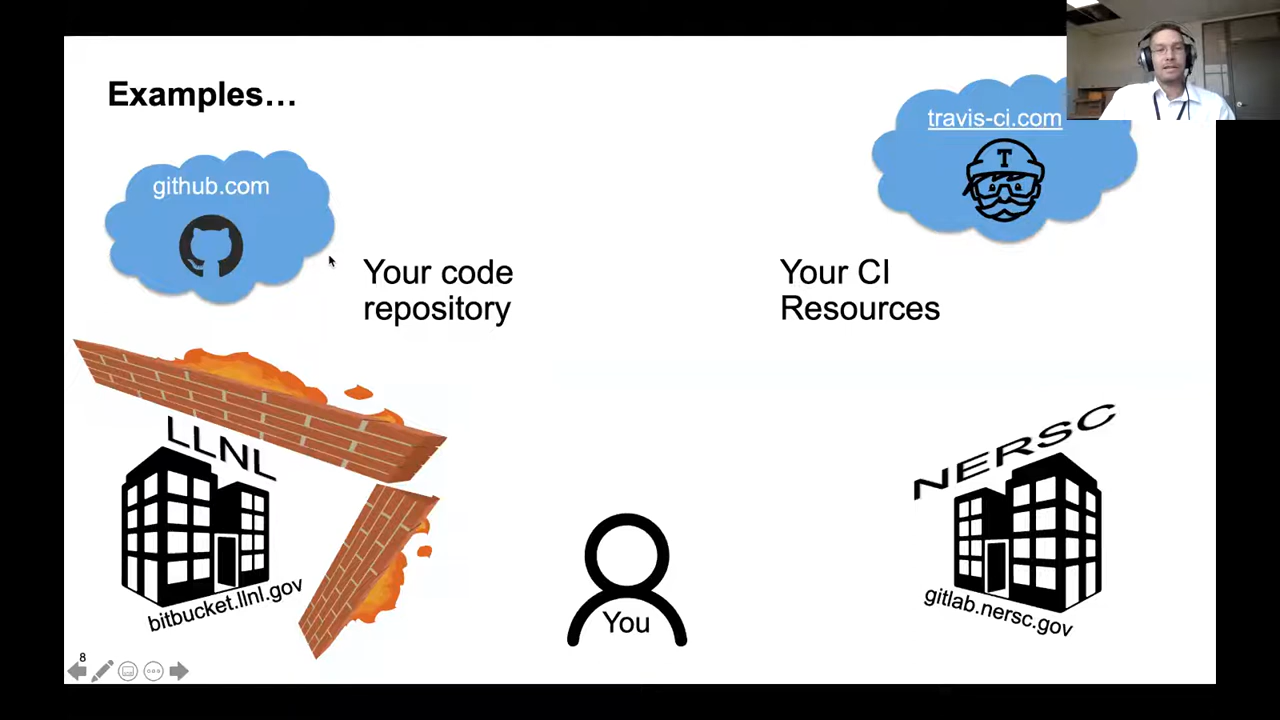 Examples…
travis-ci.com
T
github.com
Your code
repository
Your CI
Resources
LLNL
bitbucket.llnl.gov
NERSC
gitlab.nersc.gov
You
8